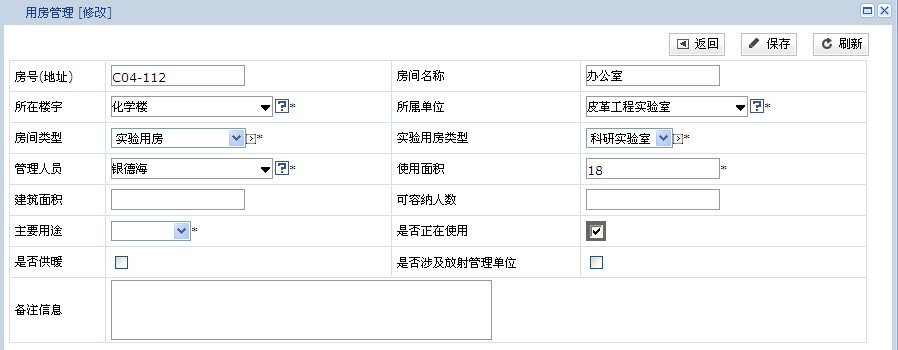 用房管理 [修改]
返回 保存 刷新
房号(地址) C04-112 房间名称 办公室
所在楼宇 化学楼 ?* 所属单位 皮革工程实验室 ?*
房间类型 实验用房 * 实验用房类型 科研实验室 *
管理人员 银德海 ?* 使用面积 18 *
建筑面积 可容纳人数
主要用途 * 是否正在使用
是否供暖 是否涉及放射管理单位
备注信息